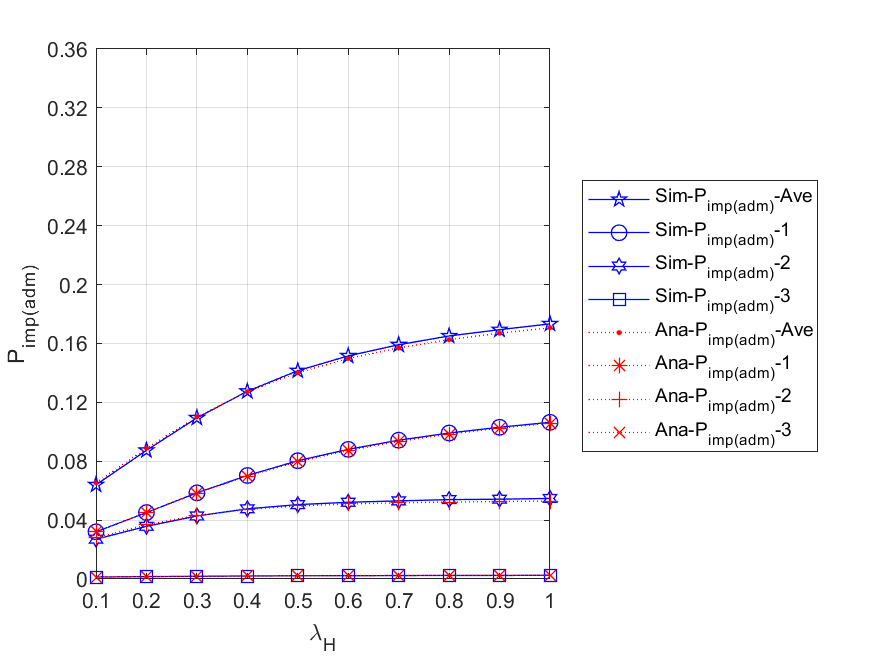 0.36
0.32
0.28
0.24
0.2
0.16
0.12
0.08
0.04
0
P_imp(adm)
0.1 0.2 0.3 0.4 0.5 0.6 0.7 0.8 0.9 1
λ_H
Sim-P_imp(adm)-Ave
Sim-P_imp(adm)-1
Sim-P_imp(adm)-2
Sim-P_imp(adm)-3
Ana-P_imp(adm)-Ave
Ana-P_imp(adm)-1
Ana-P_imp(adm)-2
Ana-P_imp(adm)-3